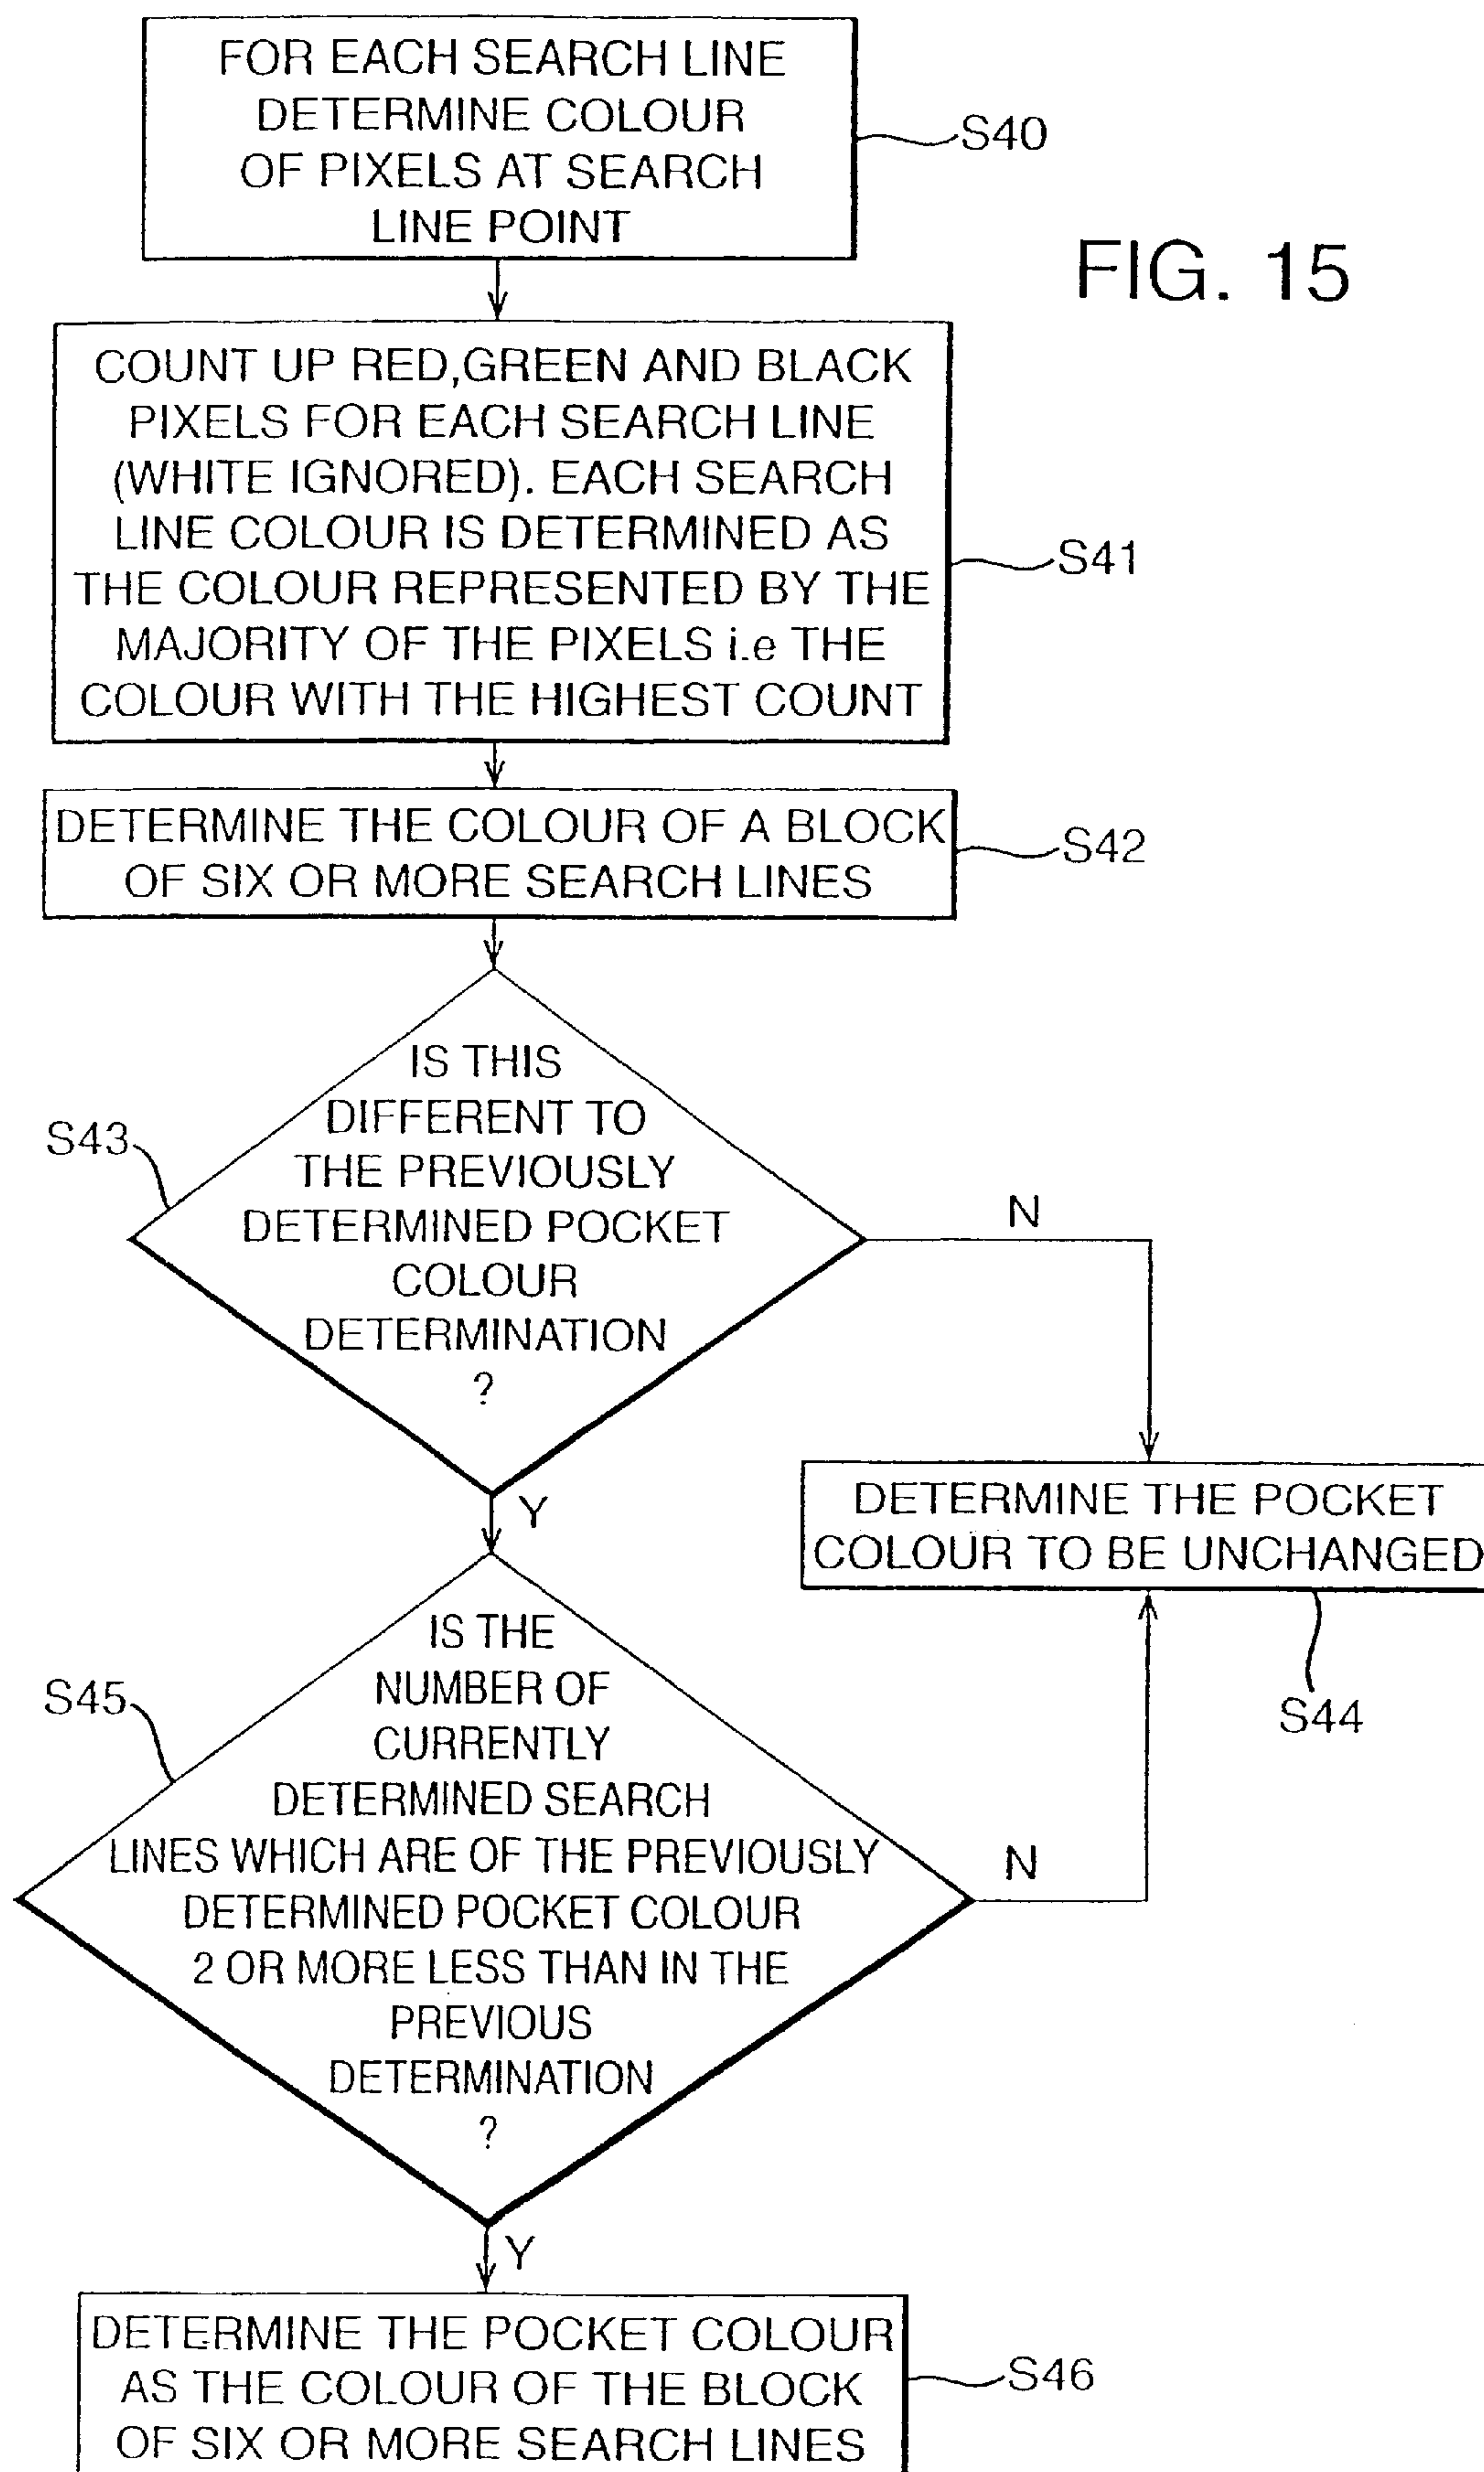 FOR EACH SEARCH LINE
DETERMINE COLOUR
OF PIXELS AT SEARCH
LINE POINT
S40
FIG. 15
COUNT UP RED,GREEN AND BLACK
PIXELS FOR EACH SEARCH LINE
(WHITE IGNORED). EACH SEARCH
LINE COLOUR IS DETERMINED AS
THE COLOUR REPRESENTED BY THE
MAJORITY OF THE PIXELS i.e THE
COLOUR WITH THE HIGHEST COUNT
S41
DETERMINE THE COLOUR OF A BLOCK
OF SIX OR MORE SEARCH LINES
S42
IS THIS
DIFFERENT TO
THE PREVIOUSLY
DETERMINED POCKET
COLOUR
DETERMINATION
?
S43
N
Y
DETERMINE THE POCKET
COLOUR TO BE UNCHANGED
S44
IS THE
NUMBER OF
CURRENTLY
DETERMINED SEARCH
LINES WHICH ARE OF THE PREVIOUSLY
DETERMINED POCKET COLOUR
2 OR MORE LESS THAN IN THE
PREVIOUS
DETERMINATION
?
S45
N
Y
DETERMINE THE POCKET COLOUR
AS THE COLOUR OF THE BLOCK
OF SIX OR MORE SEARCH LINES
S46